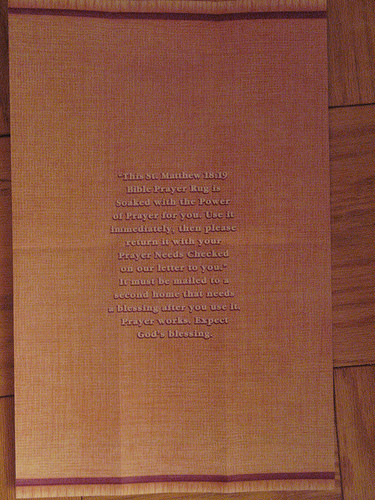 "This St. Matthew 18:19
Bible Prayer Rug is
Soaked with the Power
of Prayer for you. Use it
immediately, then please
return it with your
Prayer Needs Checked
on our letter to you."
It must be mailed to a
second home that needs
a blessing after you use it.
Prayer works. Expect
God's blessing.